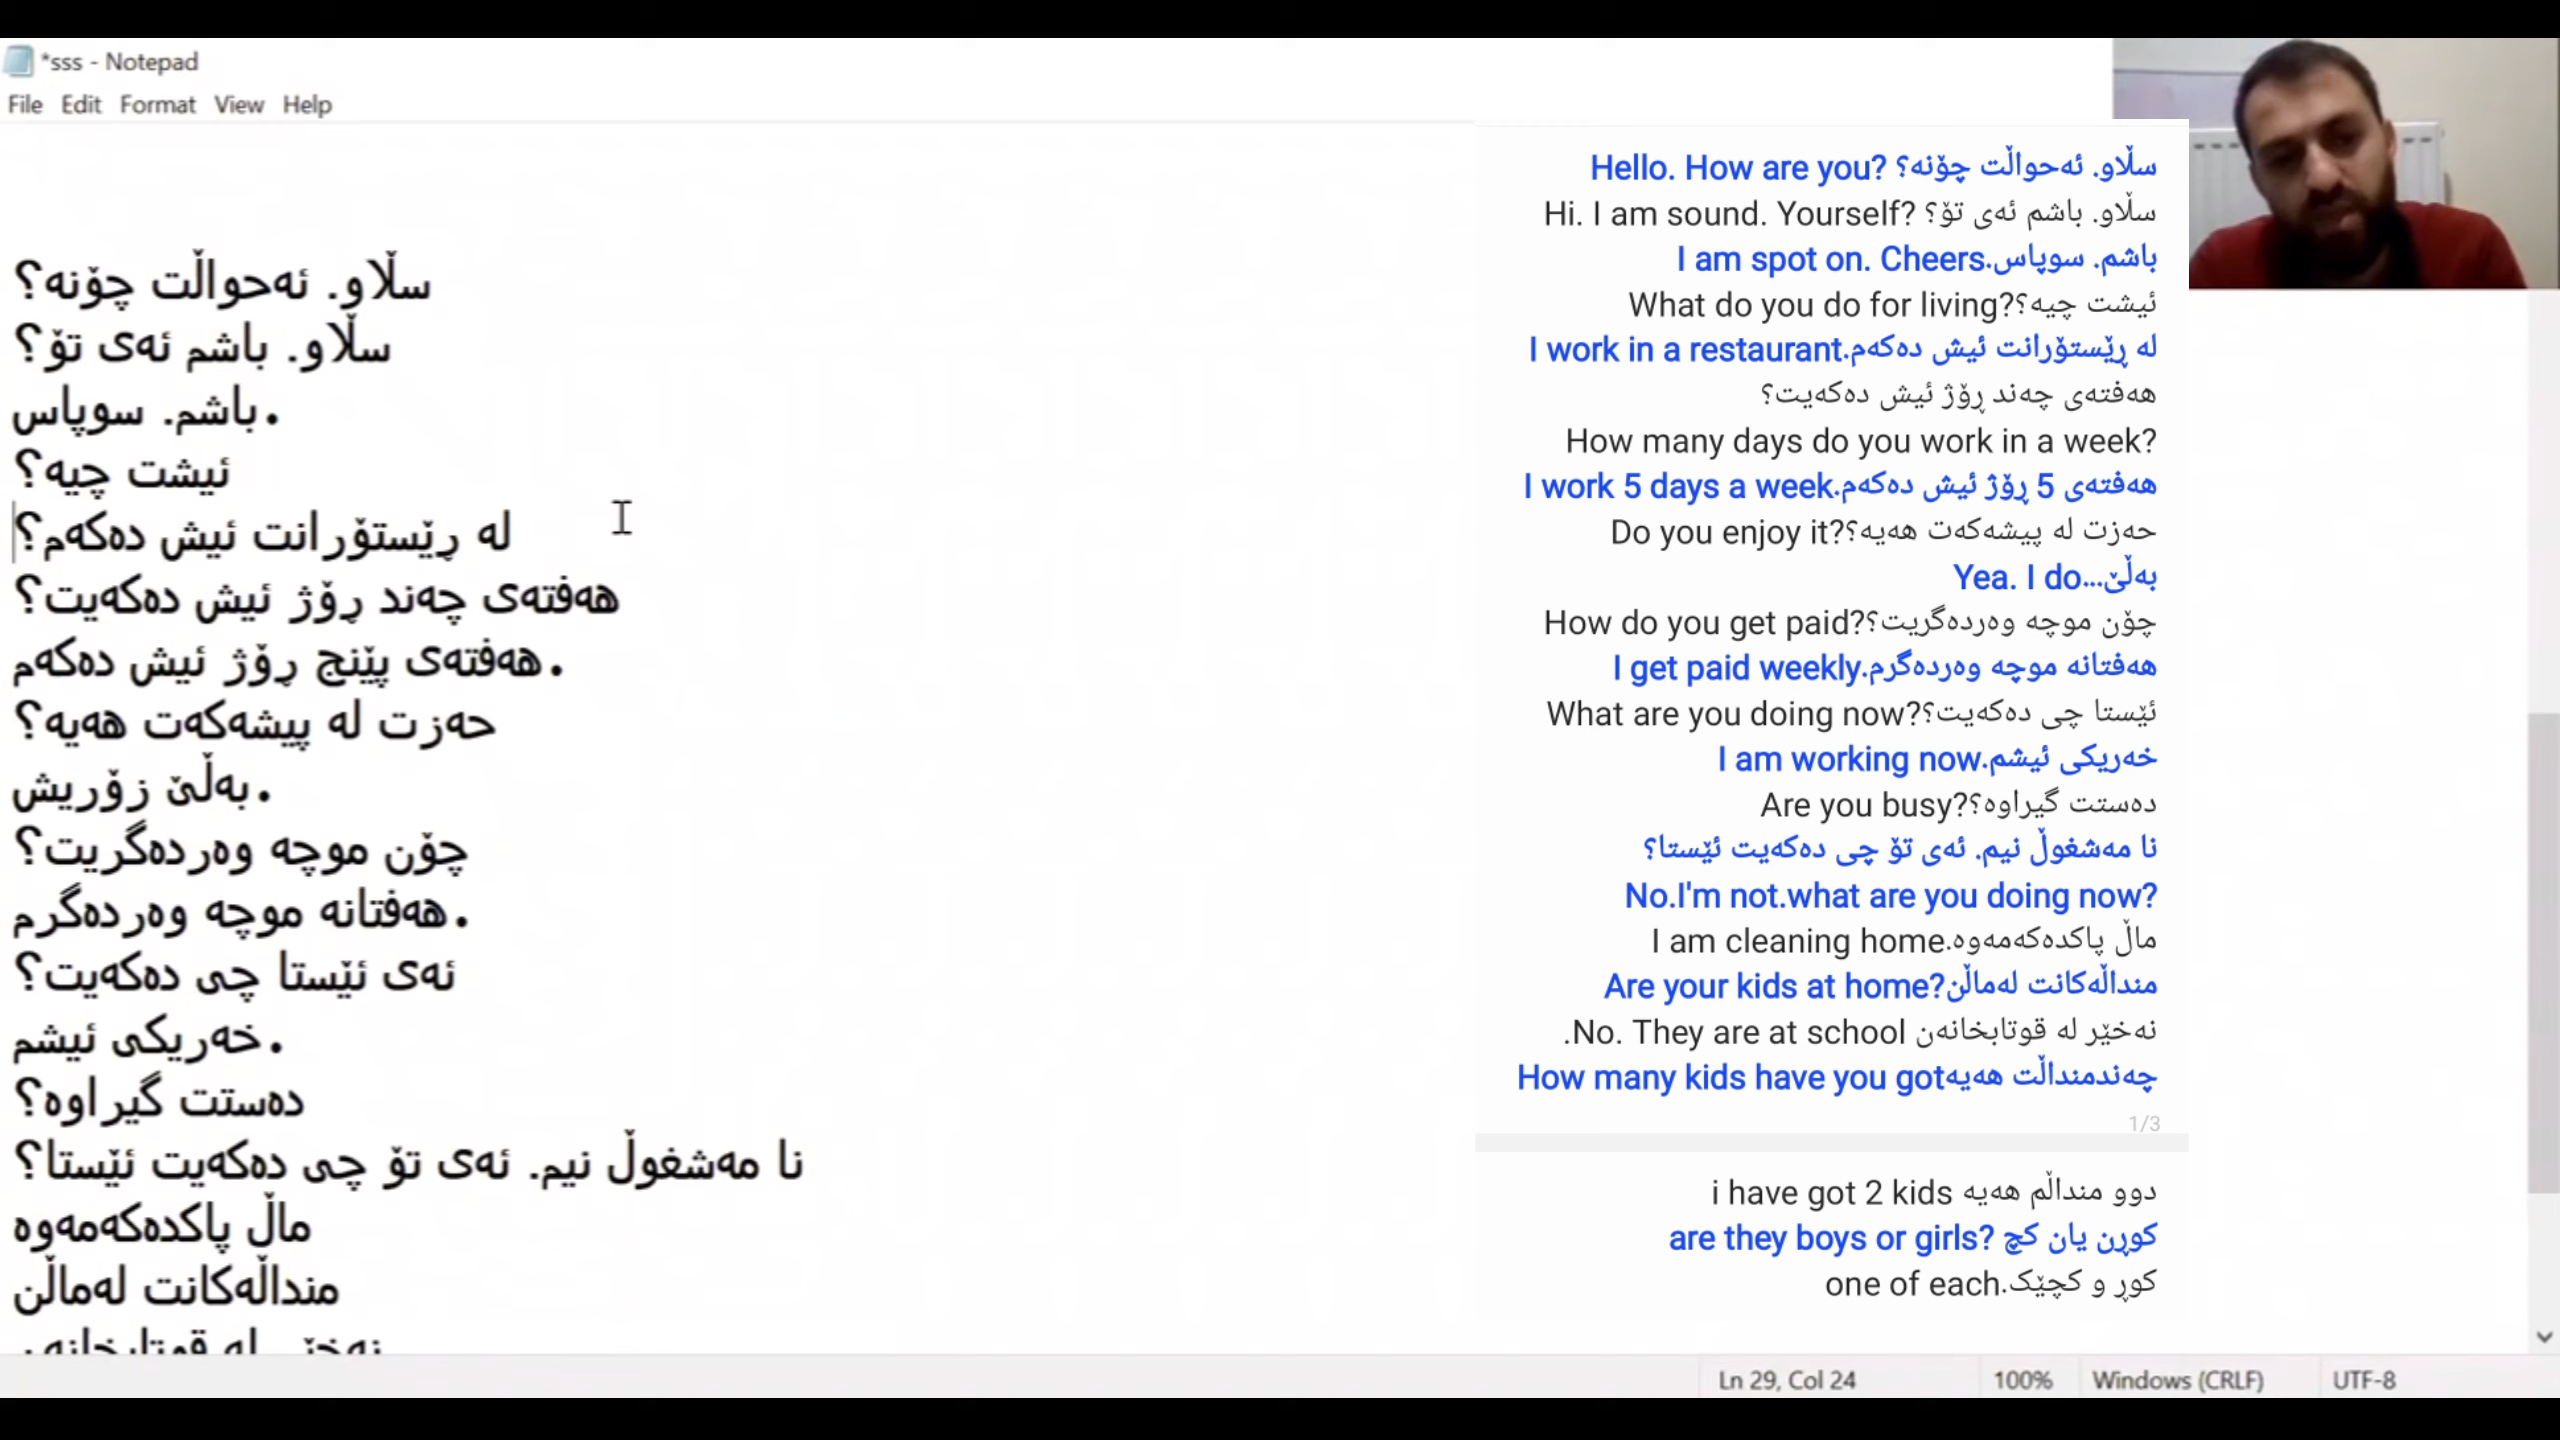 *sss - Notepad
File Edit Format View Help
سڵاو. ئەحواڵت چۆنە؟
سڵاو. باشم ئەی تۆ؟
باشم. سوپاس.
ئیشت چیە؟
لە ڕێستۆرانت ئیش دەکەم؟
هەفتەی چەند ڕۆژ ئیش دەکەیت؟
هەفتەی پێنج ڕۆژ ئیش دەکەم.
حەزت لە پیشەکەت هەیە؟
بەڵێ زۆریش.
چۆن موچە وەردەگریت؟
هەفتانە موچە وەردەگرم.
ئەی ئێستا چی دەکەیت؟
خەریکی ئیشم.
دەستت گیراوە؟
نا مەشغوڵ نیم. ئەی تۆ چی دەکەیت ئێستا؟
ماڵ پاکدەکەمەوە
منداڵەکانت لەماڵن
نەخێر لە قوتابخانەن
سڵاو. ئەحواڵت چۆنە؟ Hello. How are you?
سڵاو. باشم ئەی تۆ؟ Hi. I am sound. Yourself?
باشم. سوپاس.I am spot on. Cheers
ئیشت چیە؟What do you do for living?
لە ڕێستۆرانت ئیش دەکەم.I work in a restaurant
هەفتەی چەند ڕۆژ ئیش دەکەیت؟
How many days do you work in a week?
هەفتەی 5 ڕۆژ ئیش دەکەم.I work 5 days a week
حەزت لە پیشەکەت هەیە؟Do you enjoy it?
بەڵێ...Yea. I do
چۆن موچە وەردەگریت؟How do you get paid?
هەفتانە موچە وەردەگرم.I get paid weekly
ئێستا چی دەکەیت؟What are you doing now?
خەریکی ئیشم.I am working now
دەستت گیراوە؟Are you busy?
نا مەشغوڵ نیم. ئەی تۆ چی دەکەیت ئێستا؟
No.I'm not.what are you doing now?
ماڵ پاکدەکەمەوە.I am cleaning home
منداڵەکانت لەماڵن?Are your kids at home
نەخێر لە قوتابخانەن No. They are at school.
چەندمنداڵت هەیەHow many kids have you got
1/3
دوو منداڵم هەیە i have got 2 kids
کوڕن یان کچ are they boys or girls?
کوڕ و کچێک.one of each
Ln 29, Col 24 100% Windows (CRLF) UTF-8